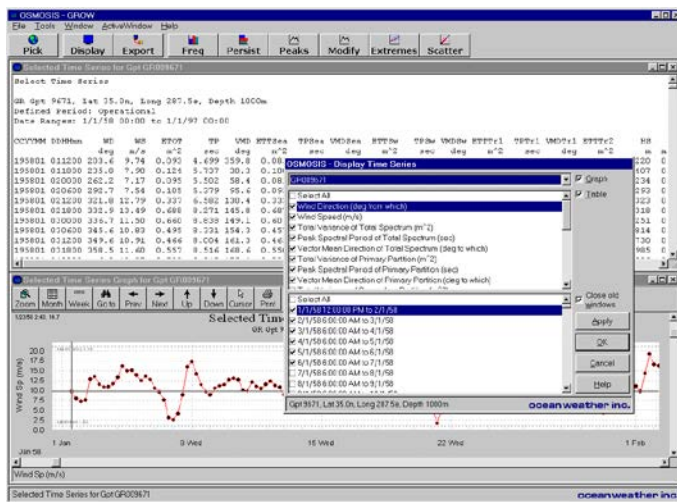 OSMOSIS - GROW
File Tools Window ActiveWindow Help
Pick Display Export Freq Persist Peaks Modify Extremes Scatter
Selected Time Series for Gpt GR009671
Select Time Series
GR Gpt 9671, Lat 35.0n, Long 287.5e, Depth 1000m
Defined Period: Operational
Date Ranges: 1/1/58 00:00 to 1/1/97 00:00
CCYYMM DDHHmm WD WS ETOT TP VMD ETTSea TPSea VMDSea ETTSw TPSw VMDSw ETTTr1 TPTr1 VMDTr1 ETTTr2 HS
deg m/s m^2 sec deg m^2 sec deg m^2 sec deg m^2 sec deg m^2
195801 011200 203.6 9.74 0.093 4.699 359.8
195801 011800 235.8 7.90 0.124 5.737 30.3
195801 020000 262.2 7.17 0.095 5.502 58.4
195801 020600 292.7 7.54 0.105 5.379 95.6
195801 021200 321.8 12.79 0.337 6.582 130.4
195801 021800 332.9 13.49 0.688 8.271 145.8
195801 030000 336.7 11.50 0.660 8.838 149.1
195801 030600 345.6 10.83 0.495 8.331 154.3
195801 031200 349.6 10.91 0.466 8.004 161.3
195801 031800 358.5 11.60 0.557 8.516 168.6
OSMOSIS - Display Time Series
GR009671
Graph
Table
Select All
Wind Direction (deg from which)
Wind Speed (m/s)
Total Variance of Total Spectrum (m^2)
Peak Spectral Period of Total Spectrum (sec)
Vector Mean Direction of Total Spectrum (deg to which)
Total Variance of Primary Partition (m^2)
Peak Spectral Period of Primary Partition (sec)
Vector Mean Direction of Primary Partition (deg to which)
Select All
1/1/58 12:00:00 PM to 2/1/58
2/1/58 6:00:00 AM to 3/1/58
3/1/58 6:00:00 AM to 4/1/58
4/1/58 6:00:00 AM to 5/1/58
5/1/58 6:00:00 AM to 6/1/58
6/1/58 6:00:00 AM to 7/1/58
7/1/58 6:00:00 AM to 8/1/58
8/1/58 6:00:00 AM to 9/1/58
Close old windows
Apply
OK
Cancel
Help
Gpt 9671, Lat 35.0n, Long 287.5e, Depth 1000m
oceanweather inc.
Selected Time Series Graph for Gpt
Zoom Month Week Go to Prev Next Up Down Cursor Print
1/23/58 2:40, 14.7
Selected Time
GR Gpt
Wind Sp (m/s)
20.0
17.5
15.0
12.5
10.0
7.5
5.0
2.5
0.0
1 Jan
8 Wed
15 Wed
22 Wed
1 Feb
Jan 58
Wind Sp (m/s)
Selected Time Series for Gpt GR009671
oceanweather inc.